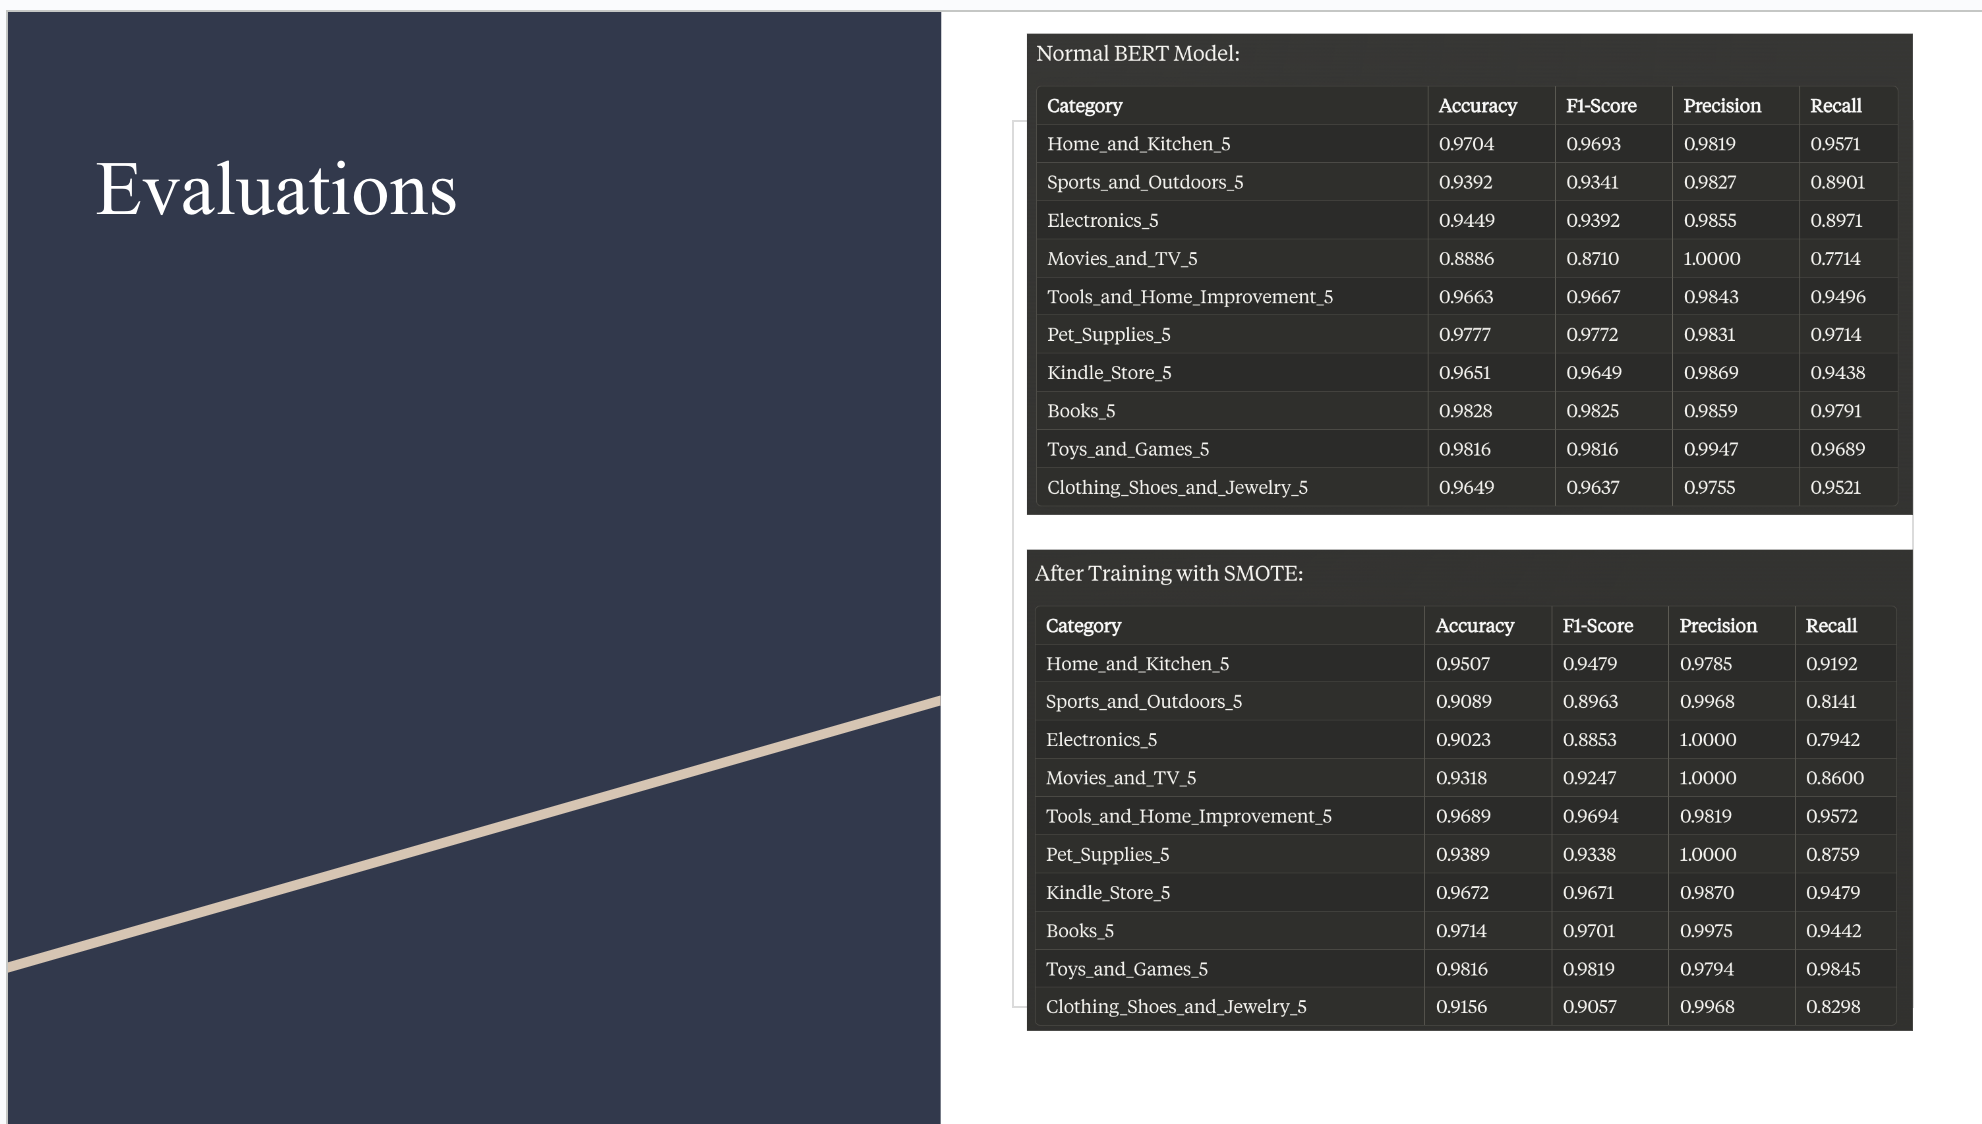 Evaluations
Normal BERT Model:
Category Accuracy F1-Score Precision Recall
Home_and_Kitchen_5 0.9704 0.9693 0.9819 0.9571
Sports_and_Outdoors_5 0.9392 0.9341 0.9827 0.8901
Electronics_5 0.9449 0.9392 0.9855 0.8971
Movies_and_TV_5 0.8886 0.8710 1.0000 0.7714
Tools_and_Home_Improvement_5 0.9663 0.9667 0.9843 0.9496
Pet_Supplies_5 0.9777 0.9772 0.9831 0.9714
Kindle_Store_5 0.9651 0.9649 0.9869 0.9438
Books_5 0.9828 0.9825 0.9859 0.9791
Toys_and_Games_5 0.9816 0.9816 0.9947 0.9689
Clothing_Shoes_and_Jewelry_5 0.9649 0.9637 0.9755 0.9521
After Training with SMOTE:
Category Accuracy F1-Score Precision Recall
Home_and_Kitchen_5 0.9507 0.9479 0.9785 0.9192
Sports_and_Outdoors_5 0.9089 0.8963 0.9968 0.8141
Electronics_5 0.9023 0.8853 1.0000 0.7942
Movies_and_TV_5 0.9318 0.9247 1.0000 0.8600
Tools_and_Home_Improvement_5 0.9689 0.9694 0.9819 0.9572
Pet_Supplies_5 0.9389 0.9338 1.0000 0.8759
Kindle_Store_5 0.9672 0.9671 0.9870 0.9479
Books_5 0.9714 0.9701 0.9975 0.9442
Toys_and_Games_5 0.9816 0.9819 0.9794 0.9845
Clothing_Shoes_and_Jewelry_5 0.9156 0.9057 0.9968 0.8298